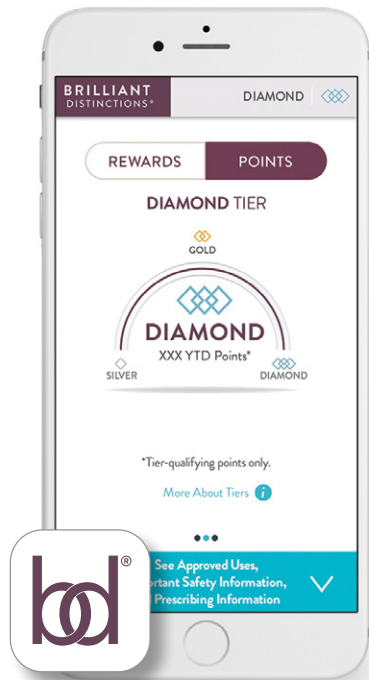 BRILLIANT
DISTINCTIONS®
DIAMOND
REWARDS
POINTS
DIAMOND TIER
GOLD
DIAMOND
XXX YTD Points*
SILVER
DIAMOND
*Tier-qualifying points only.
More About Tiers i
See Approved Uses,
Safety Information,
Prescribing Information
bd®